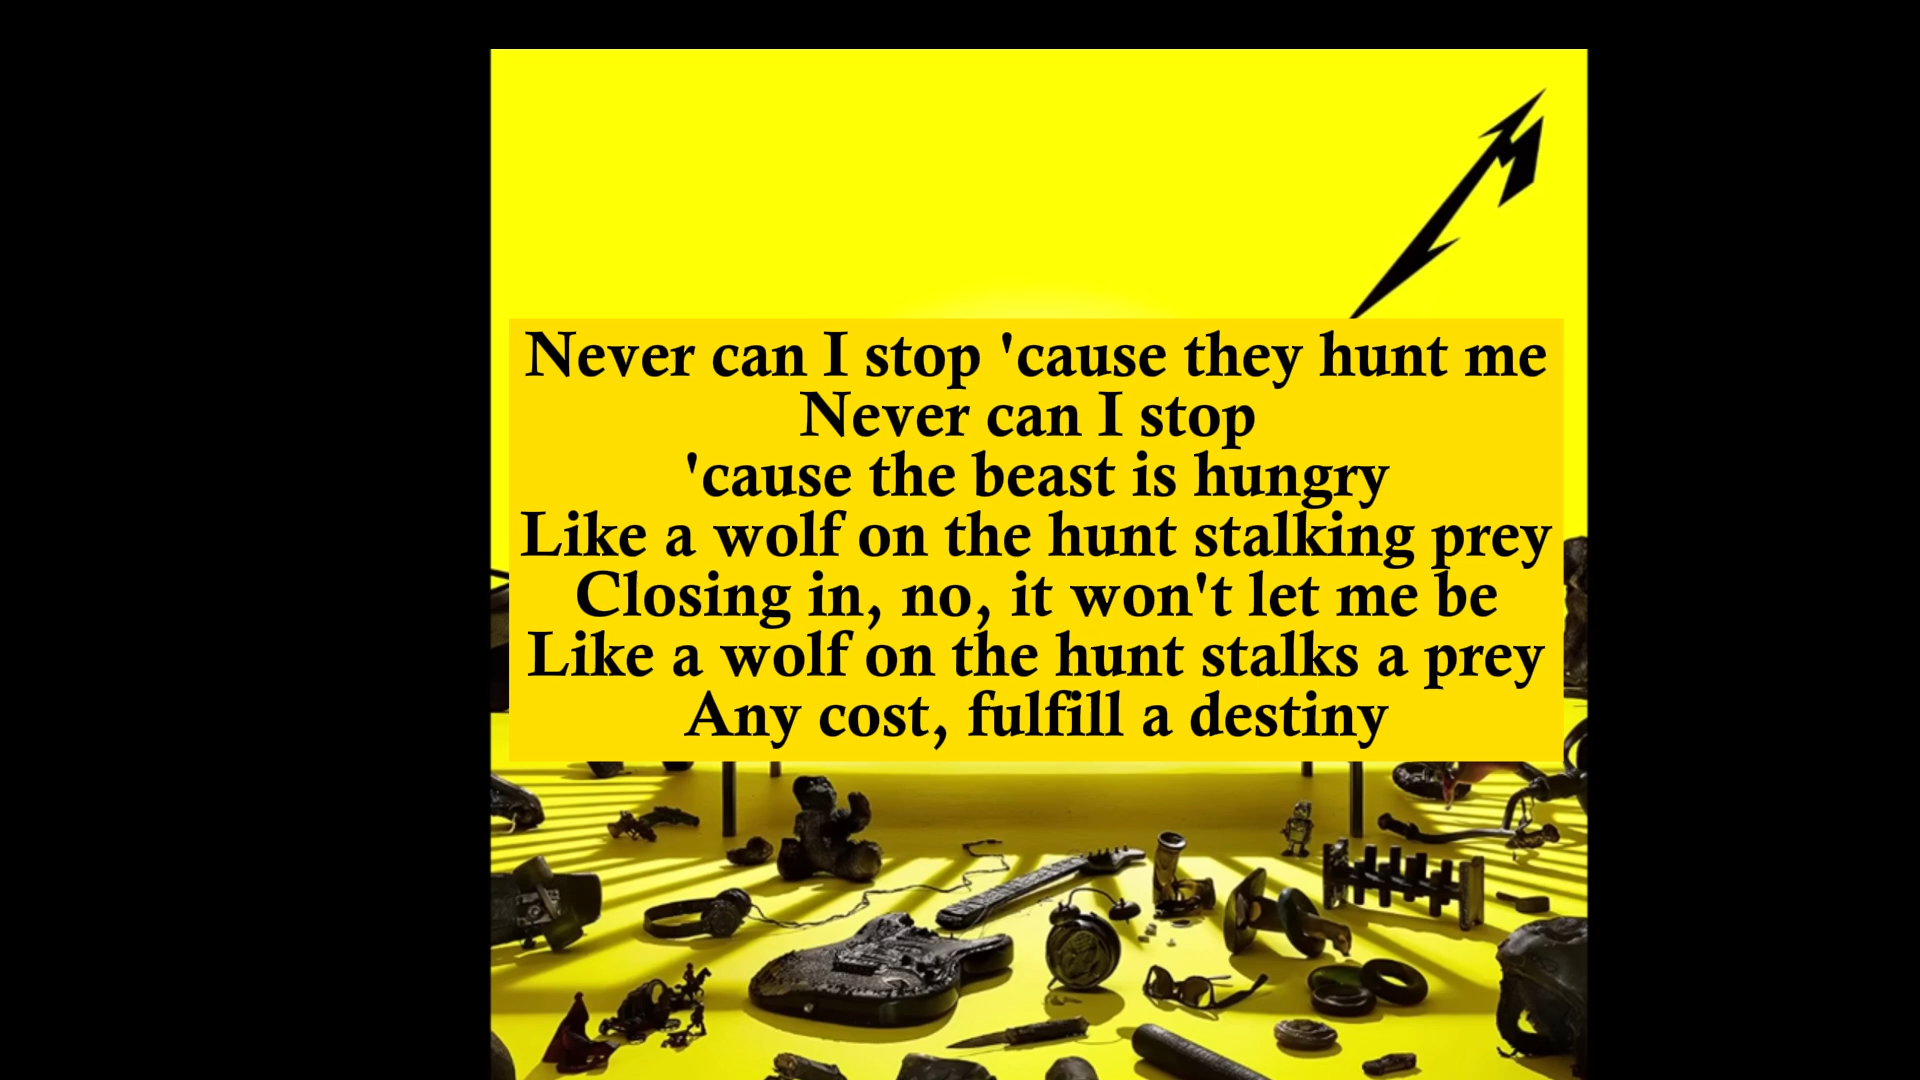 Never can I stop 'cause they hunt me
Never can I stop
'cause the beast is hungry
Like a wolf on the hunt stalking prey
Closing in, no, it won't let me be
Like a wolf on the hunt stalks a prey
Any cost, fulfill a destiny